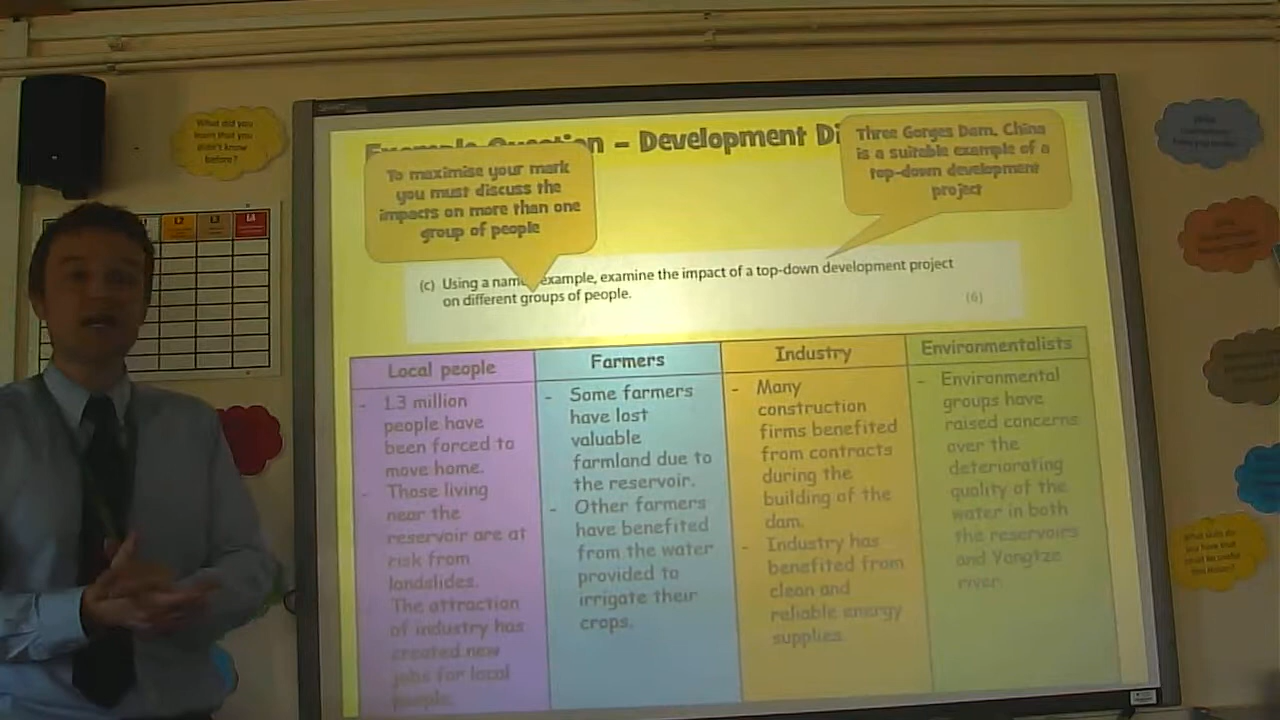 What did you
learn that you
didn't know
before?
L2
L3
L4
Example Question – Development Di
To maximise your mark
you must discuss the
impacts on more than one
group of people
Three Gorges Dam, China
is a suitable example of a
top-down development
project
(c) Using a name example, examine the impact of a top-down development project
on different groups of people.
(6)
Local people
- 1.3 million
people have
been forced to
move home.
- Those living
near the
reservoir are at
risk from
landslides.
- The attraction
of industry has
created new
jobs for local
people.
Farmers
- Some farmers
have lost
valuable
farmland due to
the reservoir.
- Other farmers
have benefited
from the water
provided to
irrigate their
crops.
Industry
- Many
construction
firms benefited
from contracts
during the
building of the
dam.
- Industry has
benefited from
clean and
reliable energy
supplies.
Environmentalists
- Environmental
groups have
raised concerns
over the
deteriorating
quality of the
water in both
the reservoirs
and Yangtze
river.